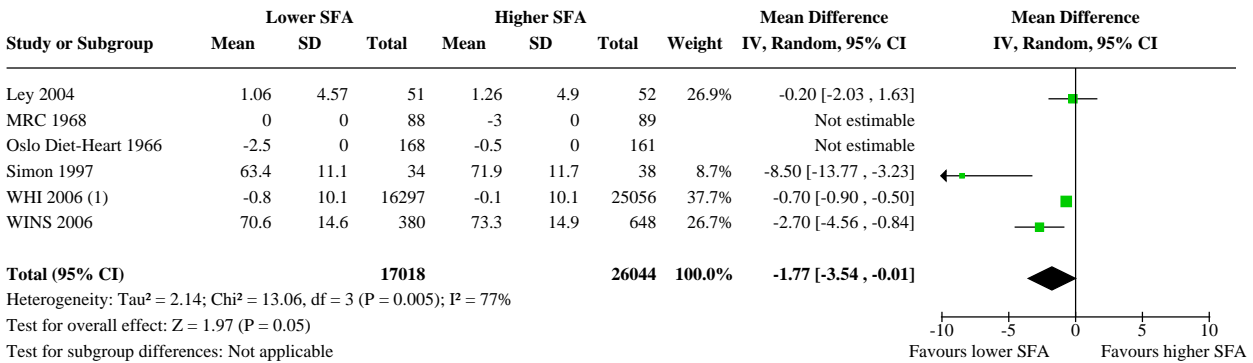 Lower SFA Higher SFA Mean Difference Mean Difference
Study or Subgroup Mean SD Total Mean SD Total Weight IV, Random, 95% CI IV, Random, 95% CI
Ley 2004 1.06 4.57 51 1.26 4.9 52 26.9% -0.20 [-2.03 , 1.63]
MRC 1968 0 0 88 -3 0 89 Not estimable
Oslo Diet-Heart 1966 -2.5 0 168 -0.5 0 161 Not estimable
Simon 1997 63.4 11.1 34 71.9 11.7 38 8.7% -8.50 [-13.77 , -3.23]
WHI 2006 (1) -0.8 10.1 16297 -0.1 10.1 25056 37.7% -0.70 [-0.90 , -0.50]
WINS 2006 70.6 14.6 380 73.3 14.9 648 26.7% -2.70 [-4.56 , -0.84]
Total (95% CI) 17018 26044 100.0% -1.77 [-3.54 , -0.01]
Heterogeneity: Tau² = 2.14; Chi² = 13.06, df = 3 (P = 0.005); I² = 77%
Test for overall effect: Z = 1.97 (P = 0.05)
-10 -5 0 5 10
Test for subgroup differences: Not applicable
Favours lower SFA Favours higher SFA